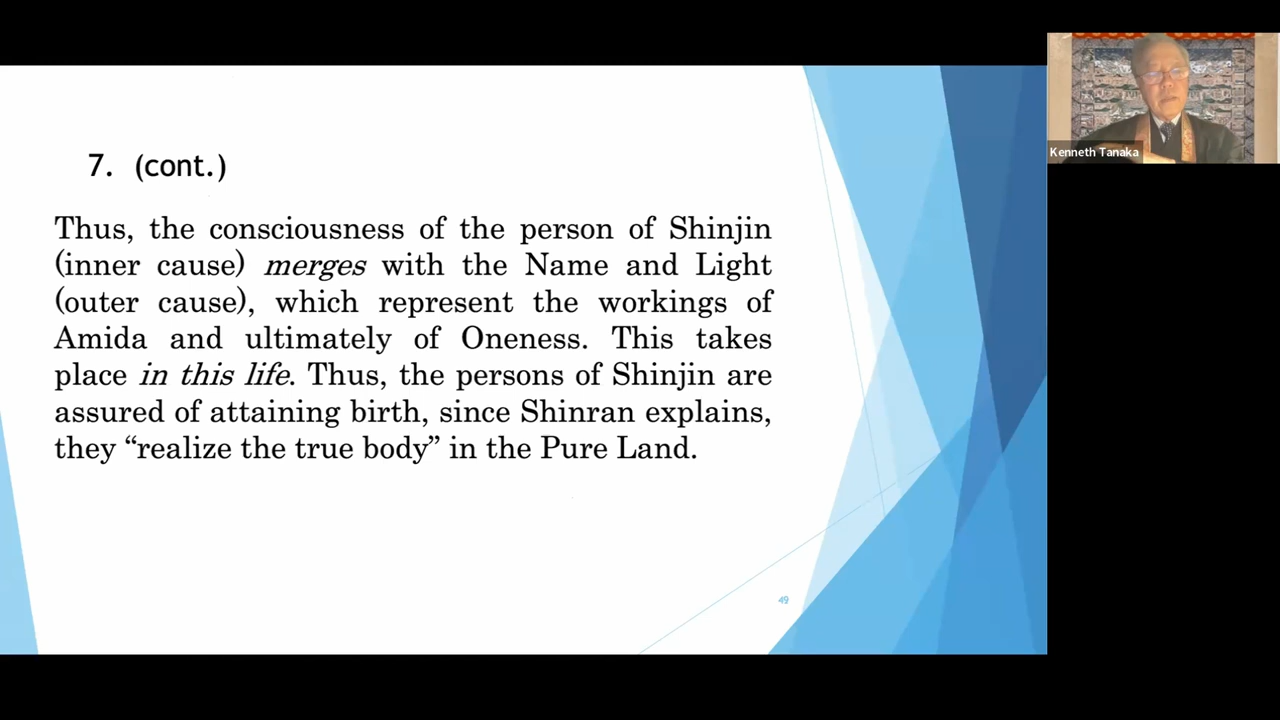 7. (cont.)
Thus, the consciousness of the person of Shinjin
(inner cause) merges with the Name and Light
(outer cause), which represent the workings of
Amida and ultimately of Oneness. This takes
place in this life. Thus, the persons of Shinjin are
assured of attaining birth, since Shinran explains,
they “realize the true body” in the Pure Land.
49
Kenneth Tanaka